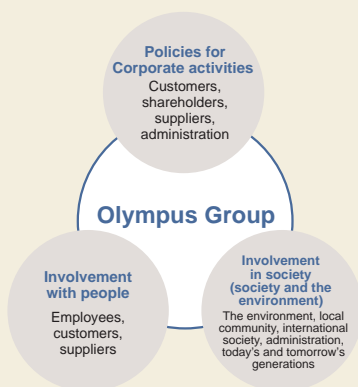 Policies for
Corporate activities
Customers,
shareholders,
suppliers,
administration
Olympus Group
Involvement
with people
Employees,
customers,
suppliers
Involvement
in society
(society and the
environment)
The environment, local
community, international
society, administration,
today's and tomorrow's
generations